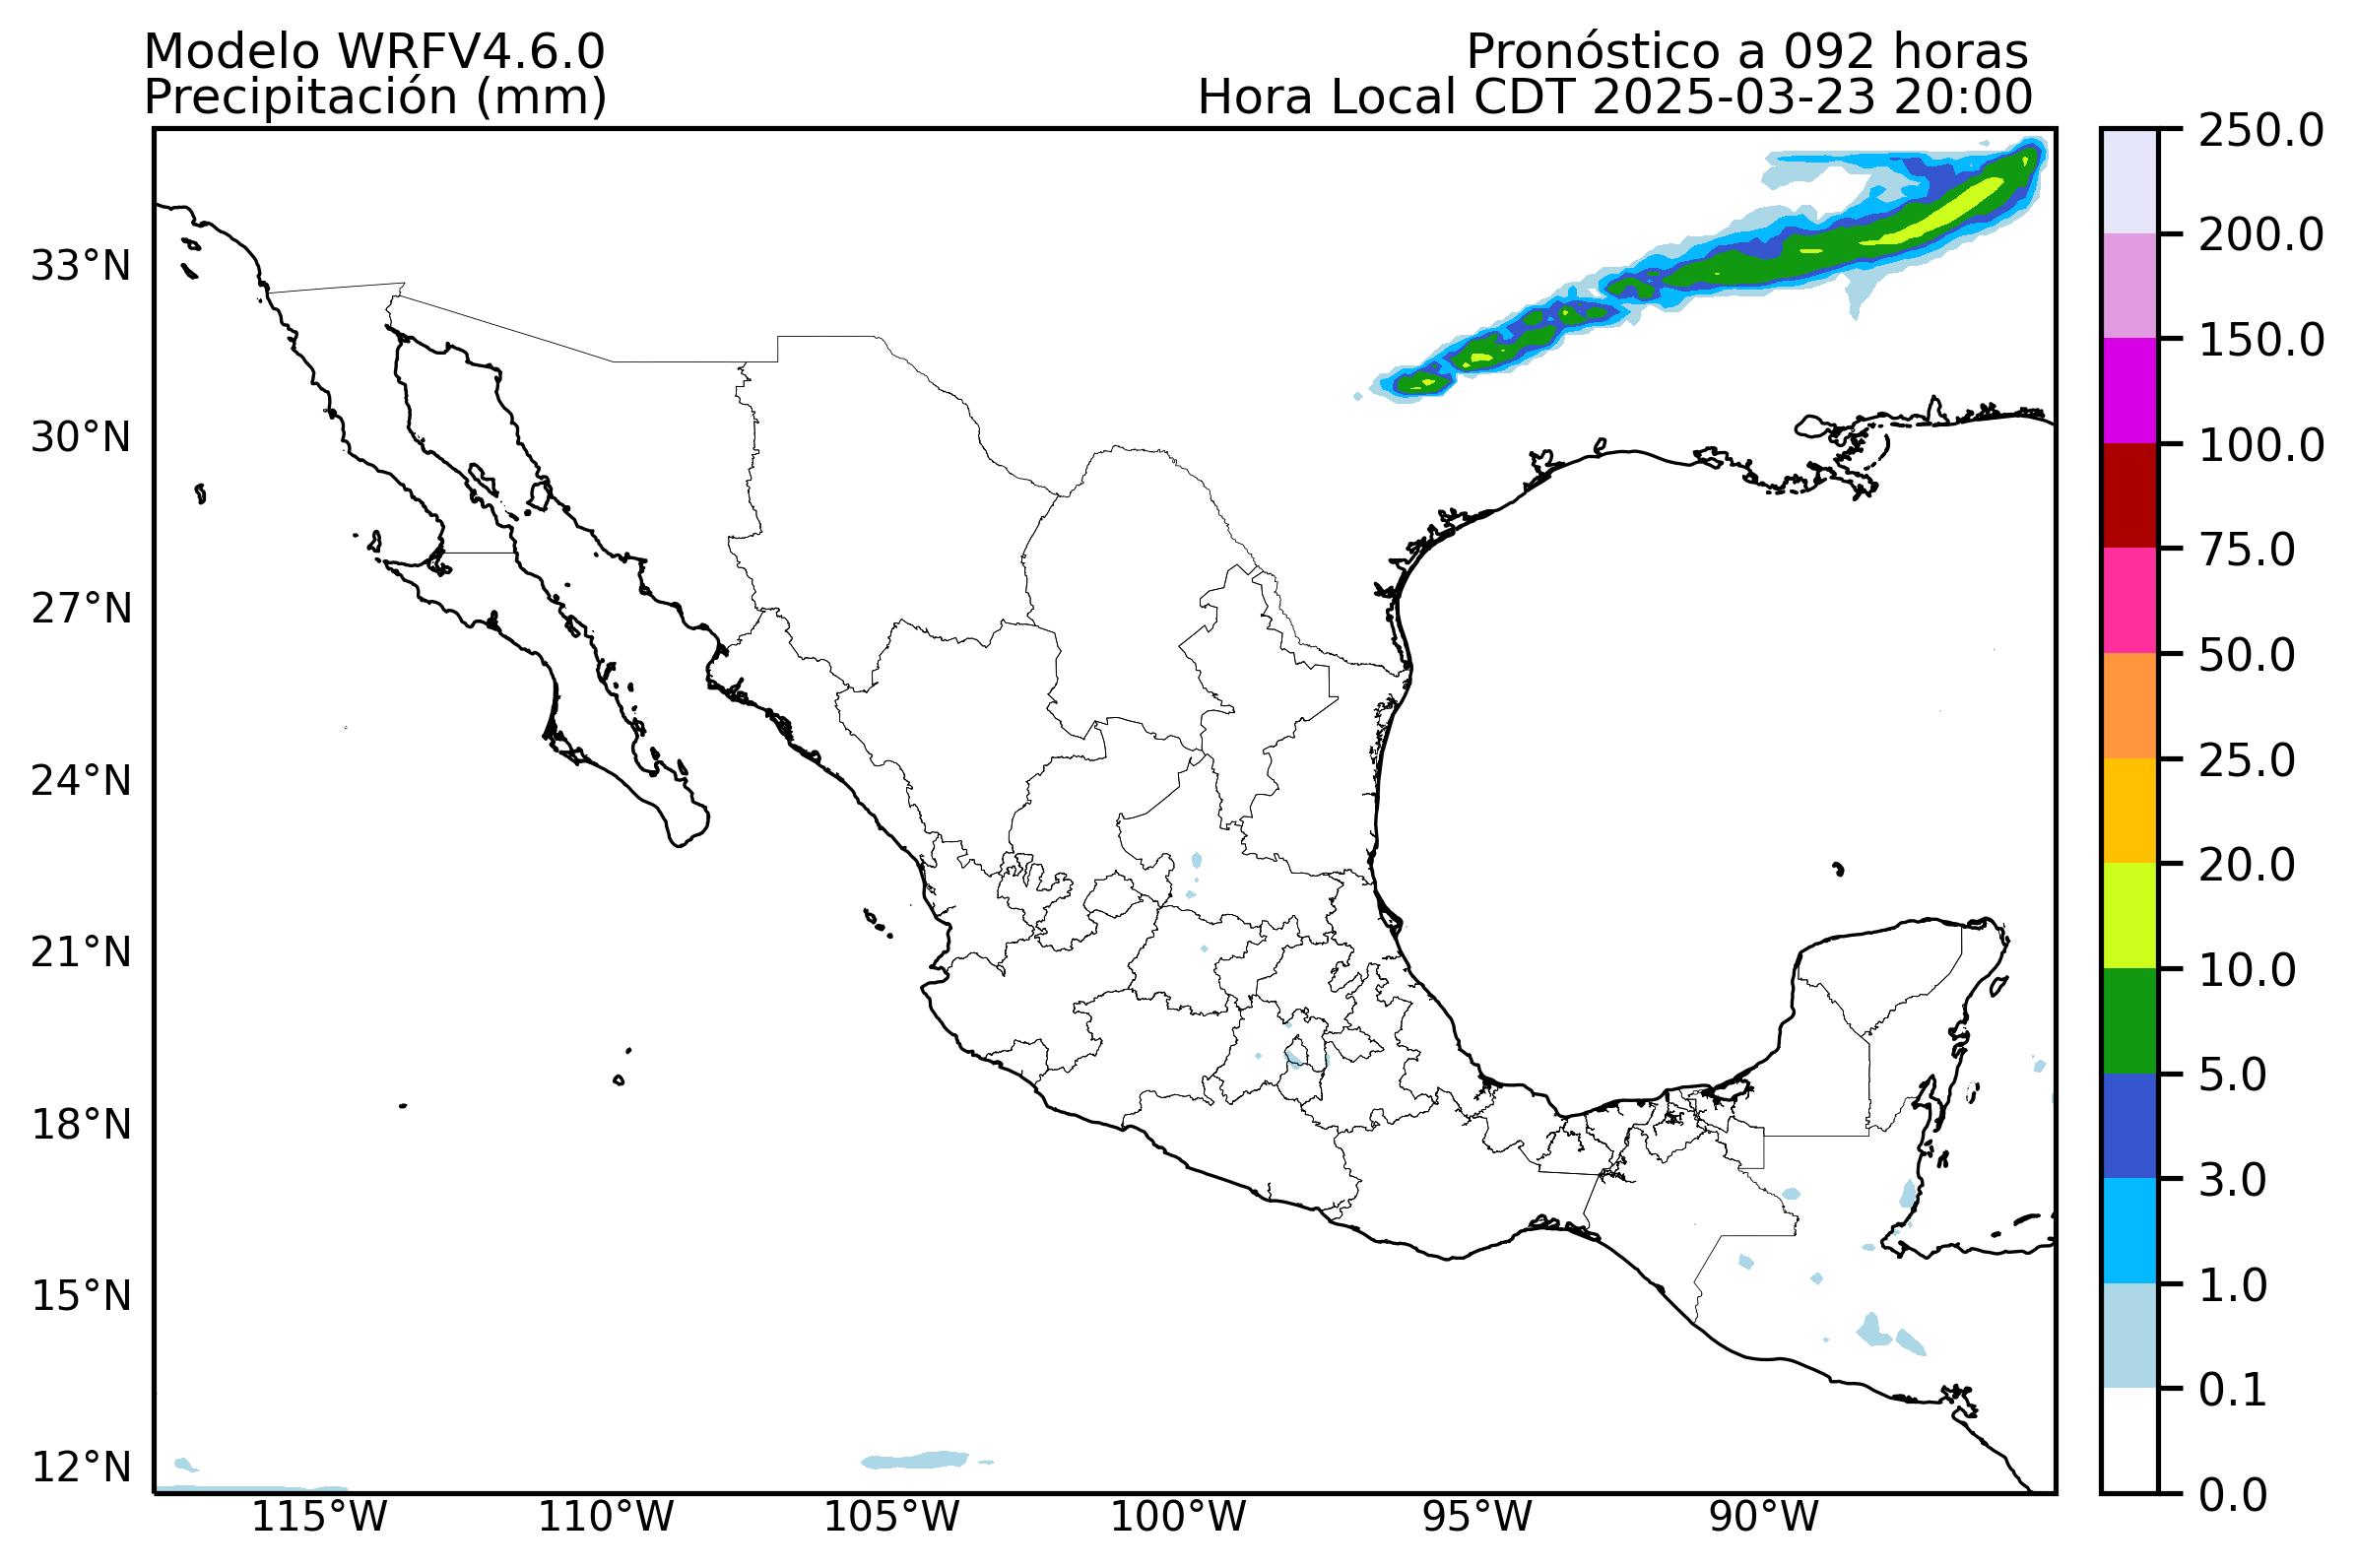 Modelo WRFV4.6.0
Precipitación (mm)
Pronóstico a 092 horas
Hora Local CDT 2025-03-23 20:00
33°N
30°N
27°N
24°N
21°N
18°N
15°N
12°N
115°W
110°W
105°W
100°W
95°W
90°W
250.0
200.0
150.0
100.0
75.0
50.0
25.0
20.0
10.0
5.0
3.0
1.0
0.1
0.0